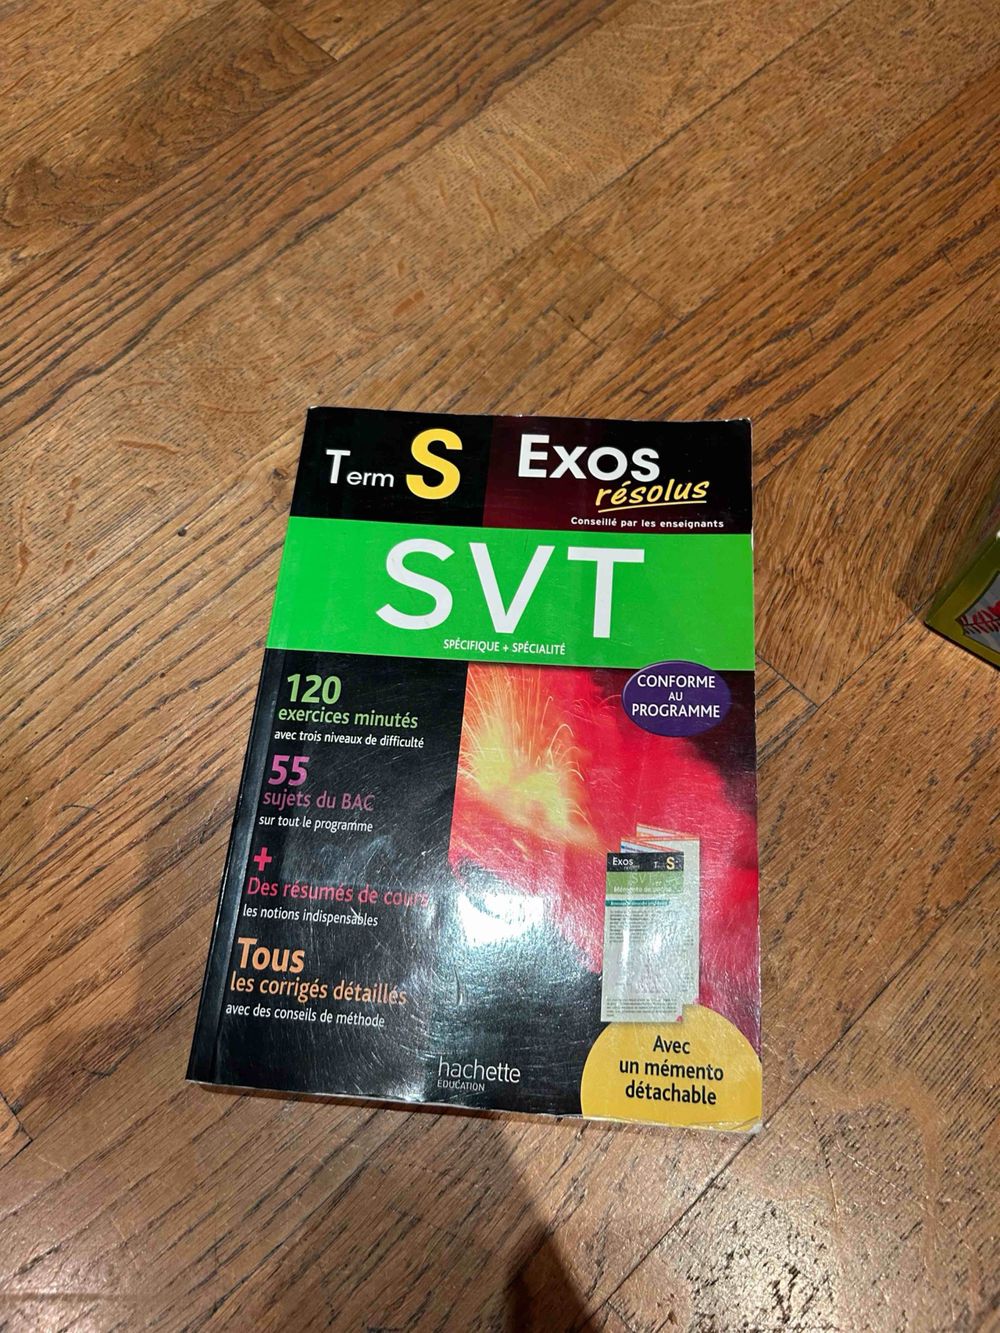 Term S
Exos
résolus
Conseillé par les enseignants
SVT
SPÉCIFIQUE + SPÉCIALITÉ
CONFORME
AU
PROGRAMME
120
exercices minutés
avec trois niveaux de difficulté
55
sujets du BAC
sur tout le programme
+
Des résumés de cours
les notions indispensables
Tous
les corrigés détaillés
avec des conseils de méthode
Exos
T S
SVT
hachette
ÉDUCATION
Avec
un mémento
détachable